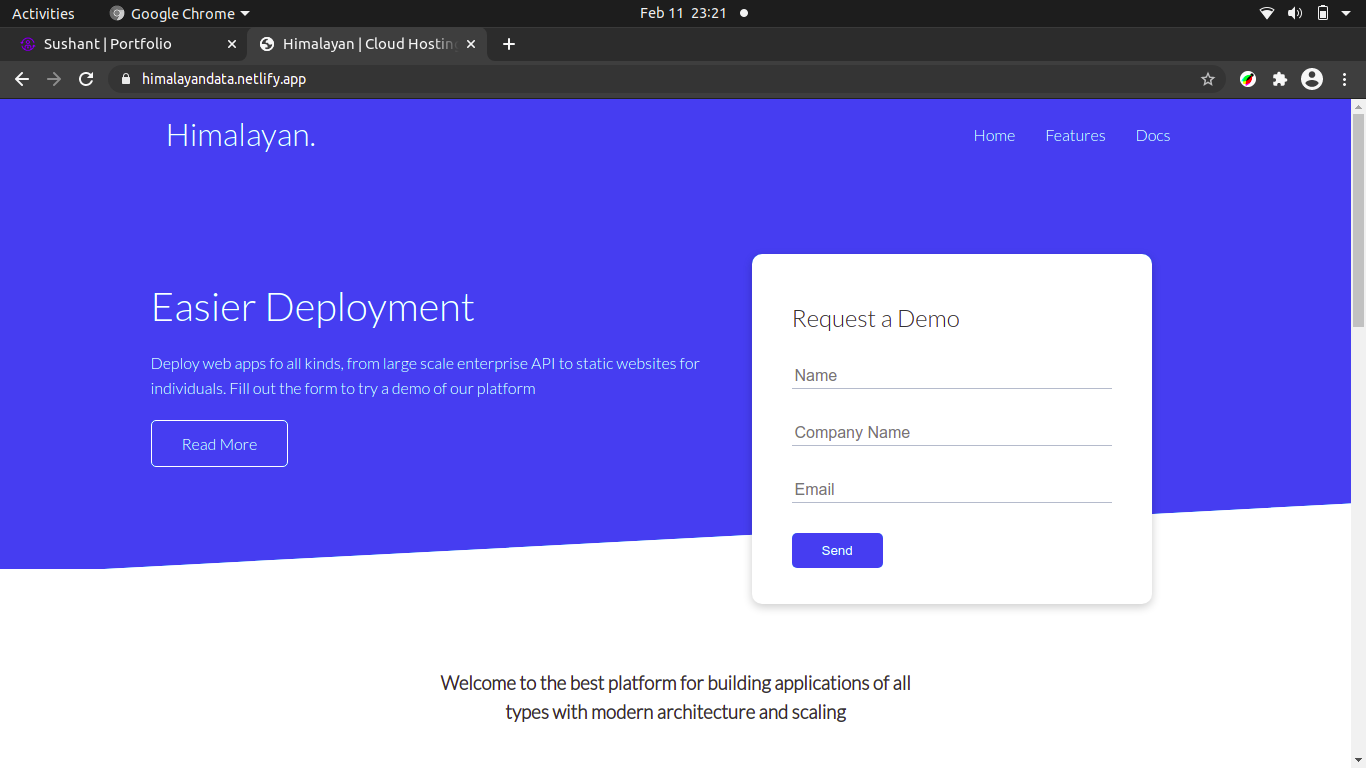 Activities
Google Chrome
Feb 11 23:21
Sushant | Portfolio
Himalayan | Cloud Hosting
himalayandata.netlify.app
Himalayan.
Home
Features
Docs
Easier Deployment
Deploy web apps fo all kinds, from large scale enterprise API to static websites for
individuals. Fill out the form to try a demo of our platform
Read More
Request a Demo
Name
Company Name
Email
Send
Welcome to the best platform for building applications of all
types with modern architecture and scaling